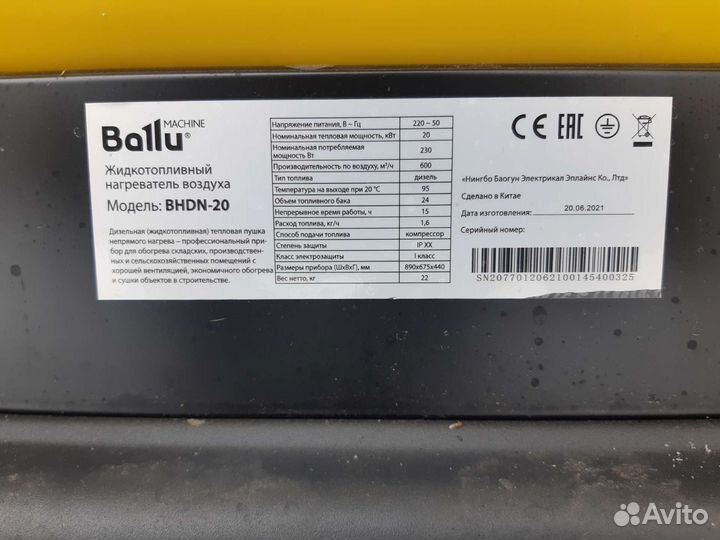 Ballu® MACHINE
Жидкотопливный
нагреватель воздуха
Модель: BHDN-20
Дизельная (жидкотопливная) тепловая пушка
непрямого нагрева – профессиональный при-
бор для обогрева складских, производствен-
ных и сельскохозяйственных помещений с
хорошей вентиляцией, экономичного обогрева
и сушки объектов в строительстве.
Напряжение питания, В ~ Гц 220 ~ 50
Номинальная тепловая мощность, кВт 20
Номинальная потребляемая
мощность Вт 230
Производительность по воздуху, м³/ч 600
Тип топлива дизель
Температура на выходе при 20 °C 95
Объем топливного бака 24
Непрерывное время работы, ч 15
Расход топлива, кг/ч 1,6
Способ подачи топлива компрессор
Степень защиты IP XX
Класс электрозащиты I класс
Размеры прибора (ШхВхГ), мм 890х675х440
Вес нетто, кг 22
CE EAC
«Нингбо Баогун Электрикал Эплайнс Ко., Лтд»
Сделано в Китае
Дата изготовления: 20.06.2021
Серийный номер:
SN2077012062100145400325
Avito